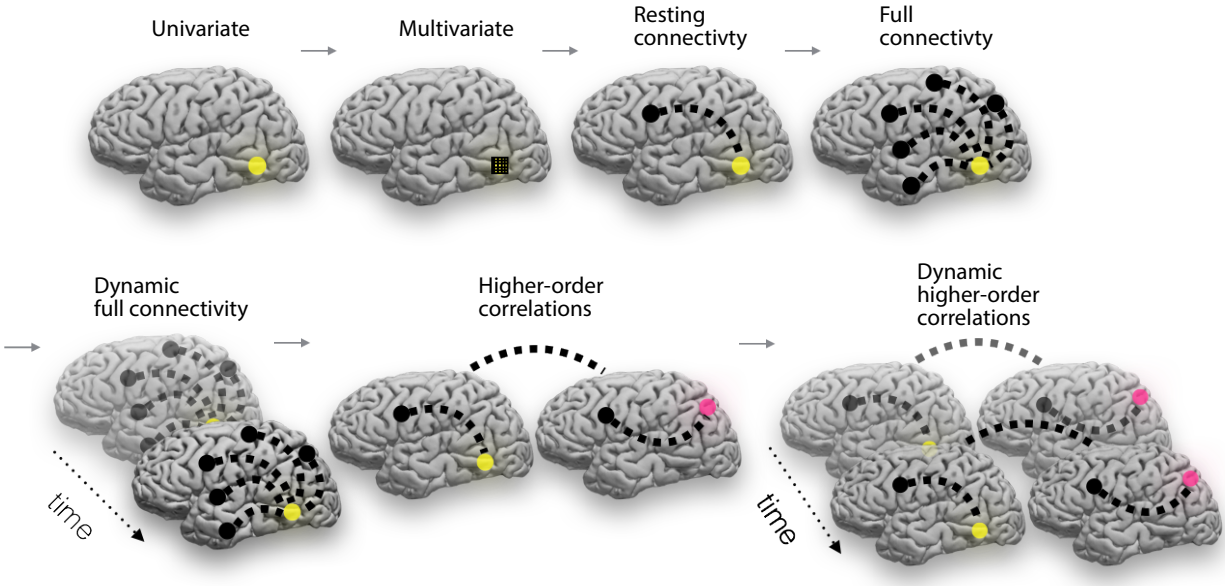 Univariate
Multivariate
Resting
connectivty
Full
connectivty
Dynamic
full connectivity
Higher-order
correlations
Dynamic
higher-order
correlations
time
time